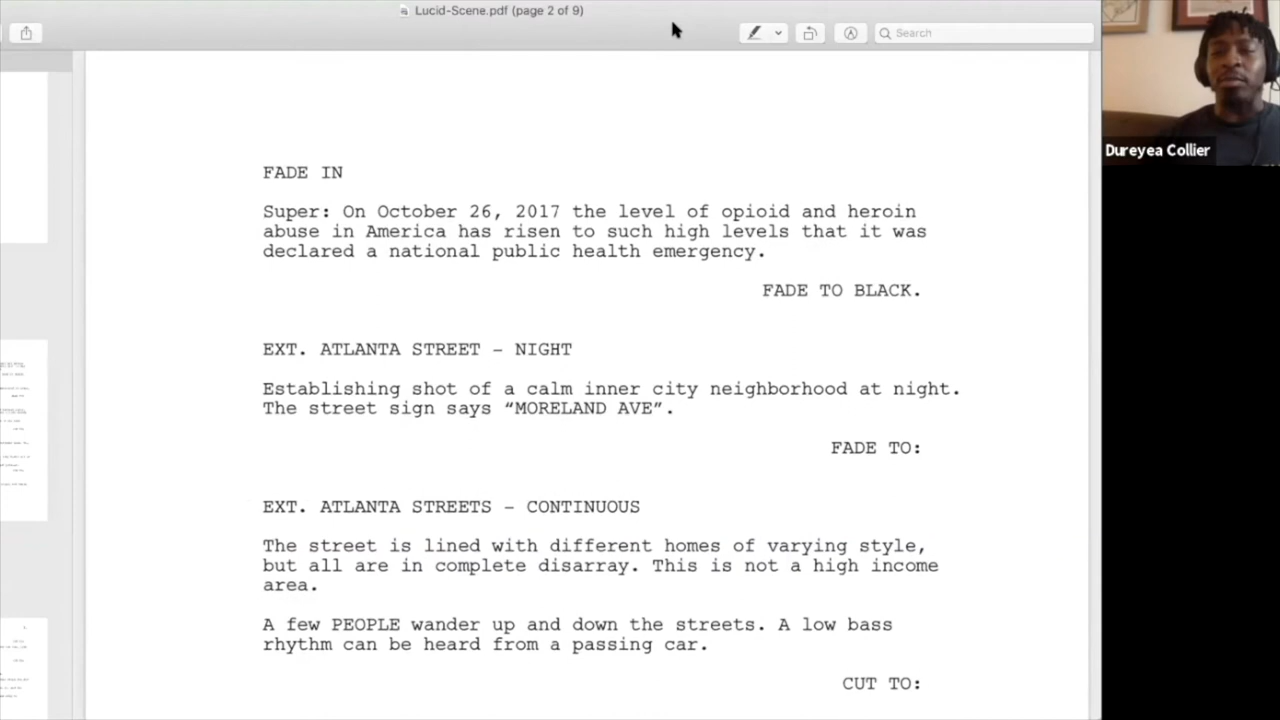 Lucid-Scene.pdf (page 2 of 9)
Search
Dureyea Collier
FADE IN
Super: On October 26, 2017 the level of opioid and heroin
abuse in America has risen to such high levels that it was
declared a national public health emergency.
FADE TO BLACK.
EXT. ATLANTA STREET - NIGHT
Establishing shot of a calm inner city neighborhood at night.
The street sign says “MORELAND AVE”.
FADE TO:
EXT. ATLANTA STREETS - CONTINUOUS
The street is lined with different homes of varying style,
but all are in complete disarray. This is not a high income
area.
A few PEOPLE wander up and down the streets. A low bass
rhythm can be heard from a passing car.
CUT TO: